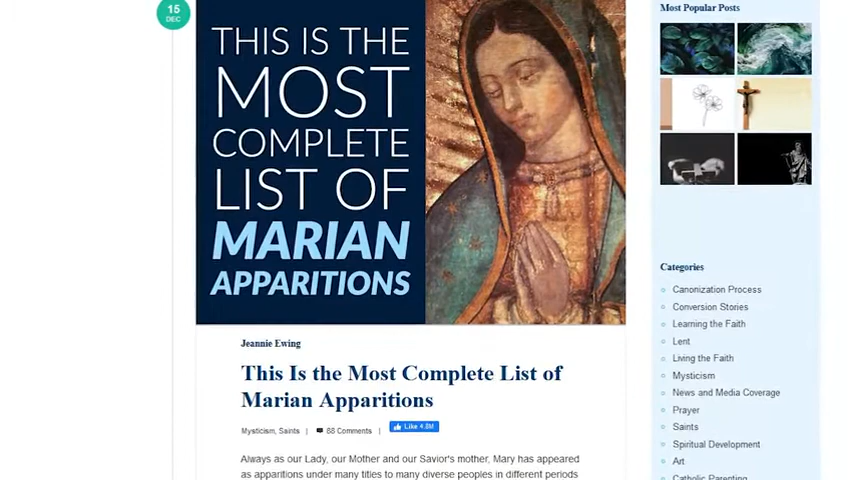 15
DEC
THIS IS THE
MOST
COMPLETE
LIST OF
MARIAN
APPARITIONS
Jeannie Ewing
This Is the Most Complete List of
Marian Apparitions
Mysticism, Saints | 88 Comments | Like 4.8M
Always as our Lady, our Mother and our Savior's mother, Mary has appeared
as apparitions under many titles to many diverse peoples in different periods
Most Popular Posts
Categories
Canonization Process
Conversion Stories
Learning the Faith
Lent
Living the Faith
Mysticism
News and Media Coverage
Prayer
Saints
Spiritual Development
Art
Catholic Parenting